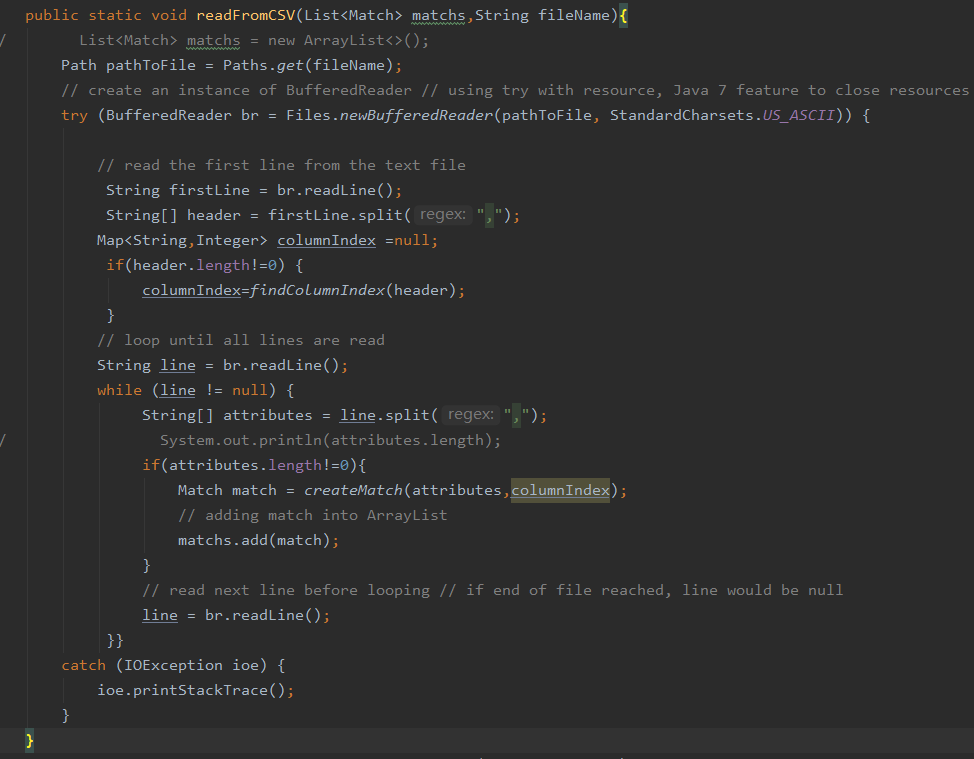 public static void readFromCSV(List<Match> matchs,String fileName){
/        List<Match> matchs = new ArrayList<>();
    Path pathToFile = Paths.get(fileName);
    // create an instance of BufferedReader // using try with resource, Java 7 feature to close resources
    try (BufferedReader br = Files.newBufferedReader(pathToFile, StandardCharsets.US_ASCII)) {
        // read the first line from the text file
         String firstLine = br.readLine();
         String[] header = firstLine.split( regex: ",");
        Map<String,Integer> columnIndex =null;
         if(header.length!=0) {
             columnIndex=findColumnIndex(header);
         }
        // loop until all lines are read
        String line = br.readLine();
        while (line != null) {
             String[] attributes = line.split( regex: ",");
/              System.out.println(attributes.length);
             if(attributes.length!=0){
                 Match match = createMatch(attributes,columnIndex);
                 // adding match into ArrayList
                 matchs.add(match);
             }
             // read next line before looping // if end of file reached, line would be null
             line = br.readLine();
         }}
    catch (IOException ioe) {
        ioe.printStackTrace();
    }
}